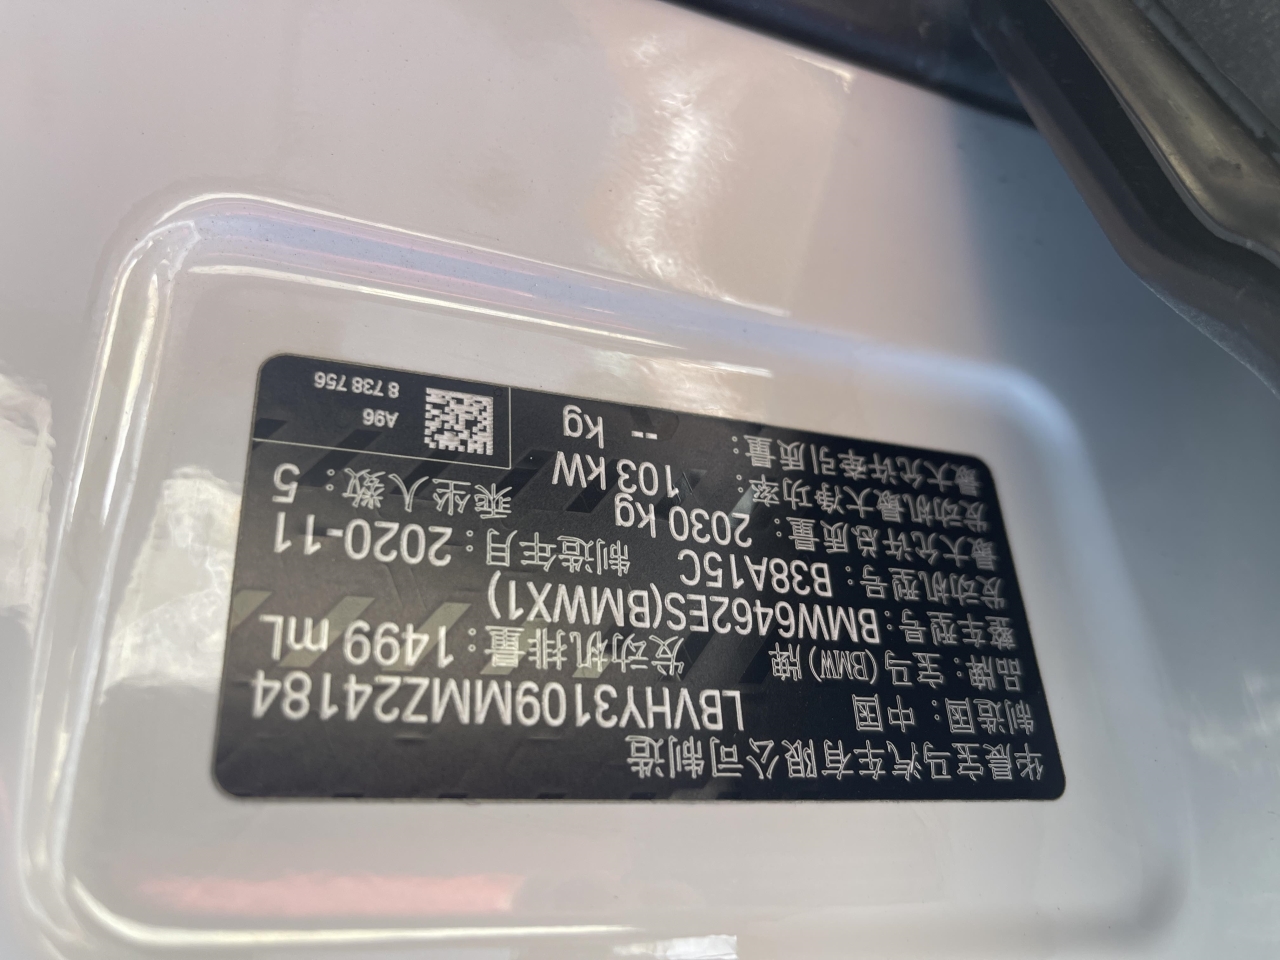 华晨宝马汽车有限公司制造
制造国：中国 LBVHY3109MMZ24184
品牌：宝马(BMW)牌 发动机排量：1499 mL
整车型号：BMW6462ES(BMWX1)
发动机型号：B38A15C 制造年月：2020-11
最大允许总质量：2030 kg 乘坐人数：5
发动机最大净功率：103 kW
最大允许牵引质量：-- kg
A96
8 738 756